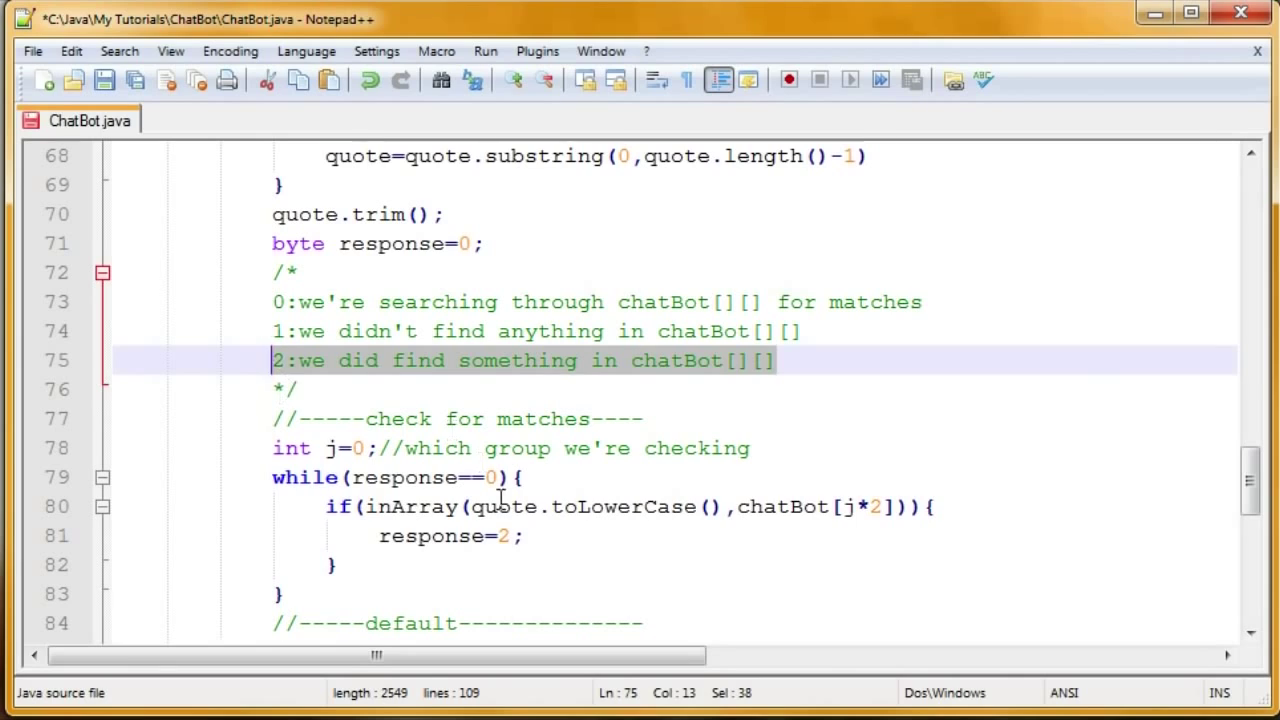 *C:\Java\My Tutorials\ChatBot\ChatBot.java - Notepad++
File Edit Search View Encoding Language Settings Macro Run Plugins Window ? X
ABC
ChatBot.java
68 quote=quote.substring(0,quote.length()-1)
69 }
70 quote.trim();
71 byte response=0;
72 /*
73 0:we're searching through chatBot[][] for matches
74 1:we didn't find anything in chatBot[][]
75 2:we did find something in chatBot[][]
76 */
77 //-----check for matches----
78 int j=0;//which group we're checking
79 while(response==0){
80 if(inArray(quote.toLowerCase(),chatBot[j*2])){
81 response=2;
82 }
83 }
84 //-----default--------------
Java source file length : 2549 lines : 109 Ln : 75 Col : 13 Sel : 38 Dos\Windows ANSI INS